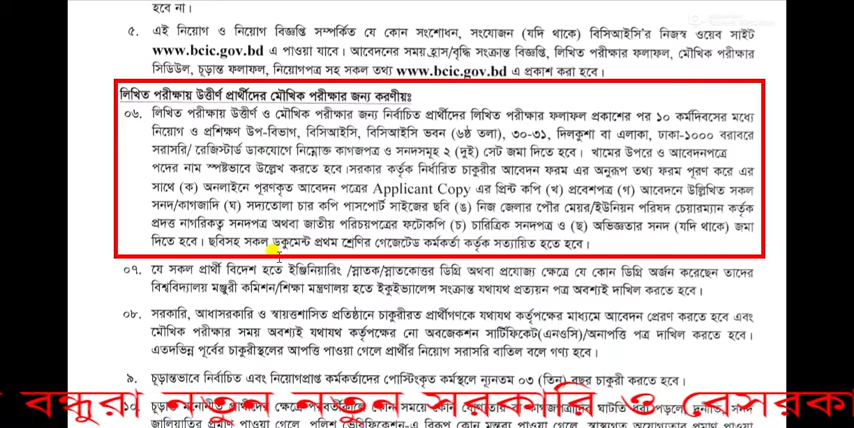 হবে না।
৫. এই নিয়োগ ও নিয়োগ বিজ্ঞপ্তি সম্পর্কিত যে কোন সংশোধন, সংযোজন (যদি থাকে) বিসিআইসি'র নিজস্ব ওয়েব সাইট
www.bcic.gov.bd এ পাওয়া যাবে। আবেদনের সময় হ্রাস/বৃদ্ধি সংক্রান্ত বিজ্ঞপ্তি, লিখিত পরীক্ষার ফলাফল, মৌখিক পরীক্ষার
সিডিউল, চূড়ান্ত ফলাফল, নিয়োগপত্র সহ সকল তথ্য www.bcic.gov.bd এ প্রকাশ করা হবে।
লিখিত পরীক্ষায় উত্তীর্ণ প্রার্থীদের মৌখিক পরীক্ষার জন্য করণীয়ঃ
০৬. লিখিত পরীক্ষায় উত্তীর্ণ ও মৌখিক পরীক্ষার জন্য নির্বাচিত প্রার্থীদের লিখিত পরীক্ষার ফলাফল প্রকাশের পর ১০ কর্মদিবসের মধ্যে
নিয়োগ ও প্রশিক্ষণ উপ-বিভাগ, বিসিআইসি, বিসিআইসি ভবন (৬ষ্ঠ তলা), ৩০-৩১, দিলকুশা বা এলাকা, ঢাকা-১০০০ বরাবরে
সরাসরি/ রেজিস্টার্ড ডাকযোগে নিম্নোক্ত কাগজপত্র ও সনদসমূহ ২ (দুই) সেট জমা দিতে হবে। খামের উপরে ও আবেদনপত্রে
পদের নাম স্পষ্টভাবে উল্লেখ করতে হবে।সরকার কর্তৃক নির্ধারিত চাকুরীর আবেদন ফরম এর অনুরূপ তথ্য ফরম পূরণ করে এর
সাথে (ক) অনলাইনে পূরণকৃত আবেদন পত্রের Applicant Copy এর প্রিন্ট কপি (খ) প্রবেশপত্র (গ) আবেদনে উল্লিখিত সকল
সনদ/কাগজাদি (ঘ) সদ্যতোলা চার কপি পাসপোর্ট সাইজের ছবি (ঙ) নিজ জেলার পৌর মেয়র/ইউনিয়ন পরিষদ চেয়ারম্যান কর্তৃক
প্রদত্ত নাগরিকত্ব সনদপত্র অথবা জাতীয় পরিচয়পত্রের ফটোকপি (চ) চারিত্রিক সনদপত্র ও (ছ) অভিজ্ঞতার সনদ (যদি থাকে) জমা
দিতে হবে। ছবিসহ সকল ডকুমেন্ট প্রথম শ্রেণির গেজেটেড কর্মকর্তা কর্তৃক সত্যায়িত হতে হবে।
০৭. যে সকল প্রার্থী বিদেশ হতে ইঞ্জিনিয়ারিং /স্নাতক/স্নাতকোত্তর ডিগ্রি অথবা প্রযোজ্য ক্ষেত্রে যে কোন ডিগ্রি অর্জন করেছেন তাদের
বিশ্ববিদ্যালয় মঞ্জুরী কমিশন/শিক্ষা মন্ত্রণালয় হতে ইকুইভ্যালেন্স সংক্রান্ত যথাযথ প্রত্যয়ন পত্র অবশ্যই দাখিল করতে হবে।
০৮. সরকারি, আধাসরকারি ও স্বায়ত্তশাসিত প্রতিষ্ঠানে চাকুরীরত প্রার্থীগণকে যথাযথ কর্তৃপক্ষের মাধ্যমে আবেদন প্রেরণ করতে হবে এবং
মৌখিক পরীক্ষার সময় অবশ্যই যথাযথ কর্তৃপক্ষের নো অবজেকশন সার্টিফিকেট(এনওসি)/অনাপত্তি পত্র দাখিল করতে হবে।
এতদভিন্ন পূর্বের চাকুরীস্থলের আপত্তি পাওয়া গেলে প্রার্থীর নিয়োগ সরাসরি বাতিল বলে গণ্য হবে।
৯. চূড়ান্তভাবে নির্বাচিত এবং নিয়োগপ্রাপ্ত কর্মকর্তাদের পোস্টিংকৃত কর্মস্থলে ন্যুনতম ০৩ (তিন) বছর চাকুরী করতে হবে।
বন্ধুরা নতুন নতুন সরকারি ও বেসরকা